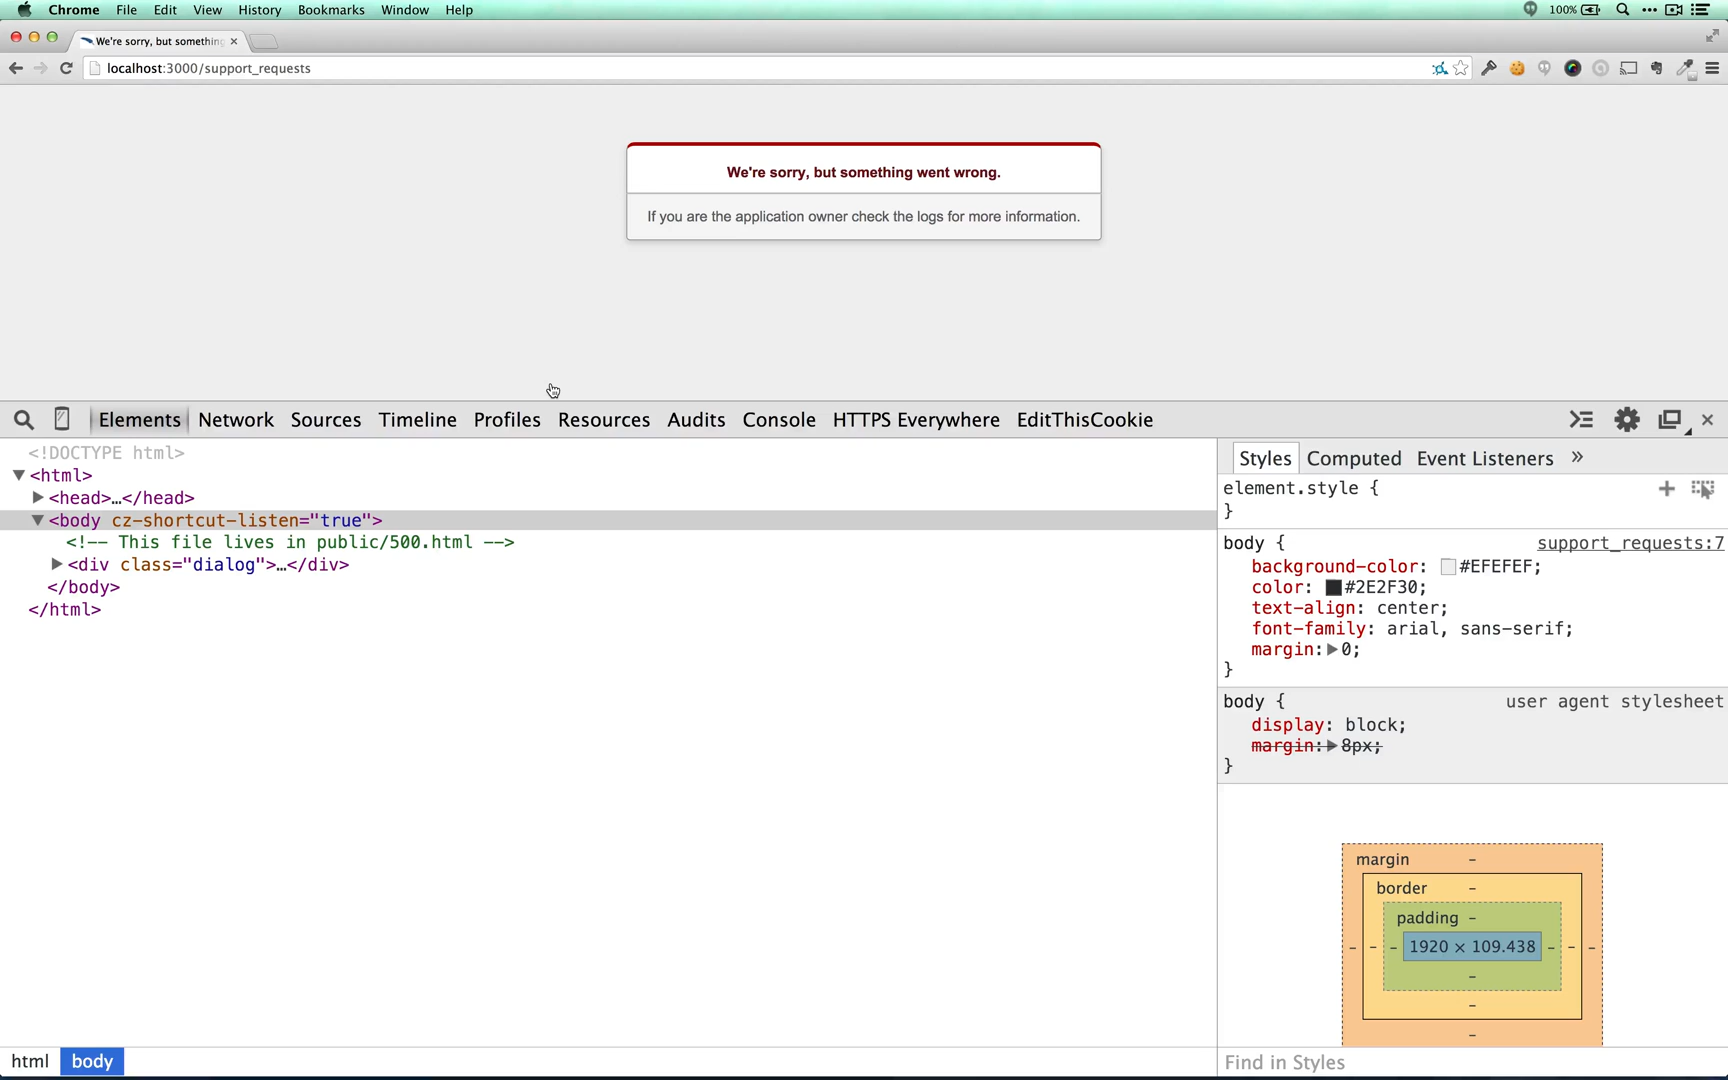 Chrome File Edit View History Bookmarks Window Help 100%
We're sorry, but something
localhost:3000/support_requests
We're sorry, but something went wrong.
If you are the application owner check the logs for more information.
Elements Network Sources Timeline Profiles Resources Audits Console HTTPS Everywhere EditThisCookie
<!DOCTYPE html>
<html>
<head>…</head>
<body cz-shortcut-listen="true">
<!-- This file lives in public/500.html -->
<div class="dialog">…</div>
</body>
</html>
Styles Computed Event Listeners »
element.style {
}
body { support_requests:7
background-color: #EFEFEF;
color: #2E2F30;
text-align: center;
font-family: arial, sans-serif;
margin: 0;
}
body { user agent stylesheet
display: block;
margin: 8px;
}
margin -
border -
padding -
- - - 1920 × 109.438 - - -
-
-
-
html body
Find in Styles